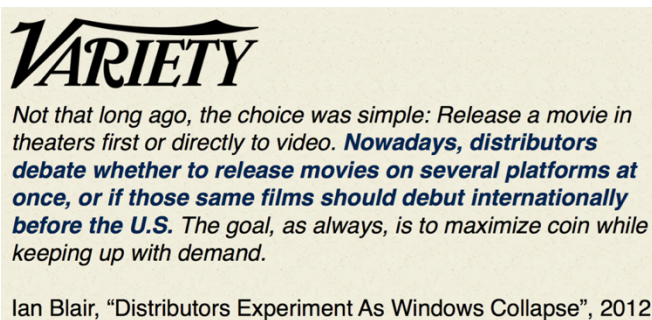 VARIETY
Not that long ago, the choice was simple: Release a movie in
theaters first or directly to video. Nowadays, distributors
debate whether to release movies on several platforms at
once, or if those same films should debut internationally
before the U.S. The goal, as always, is to maximize coin while
keeping up with demand.
Ian Blair, “Distributors Experiment As Windows Collapse”, 2012